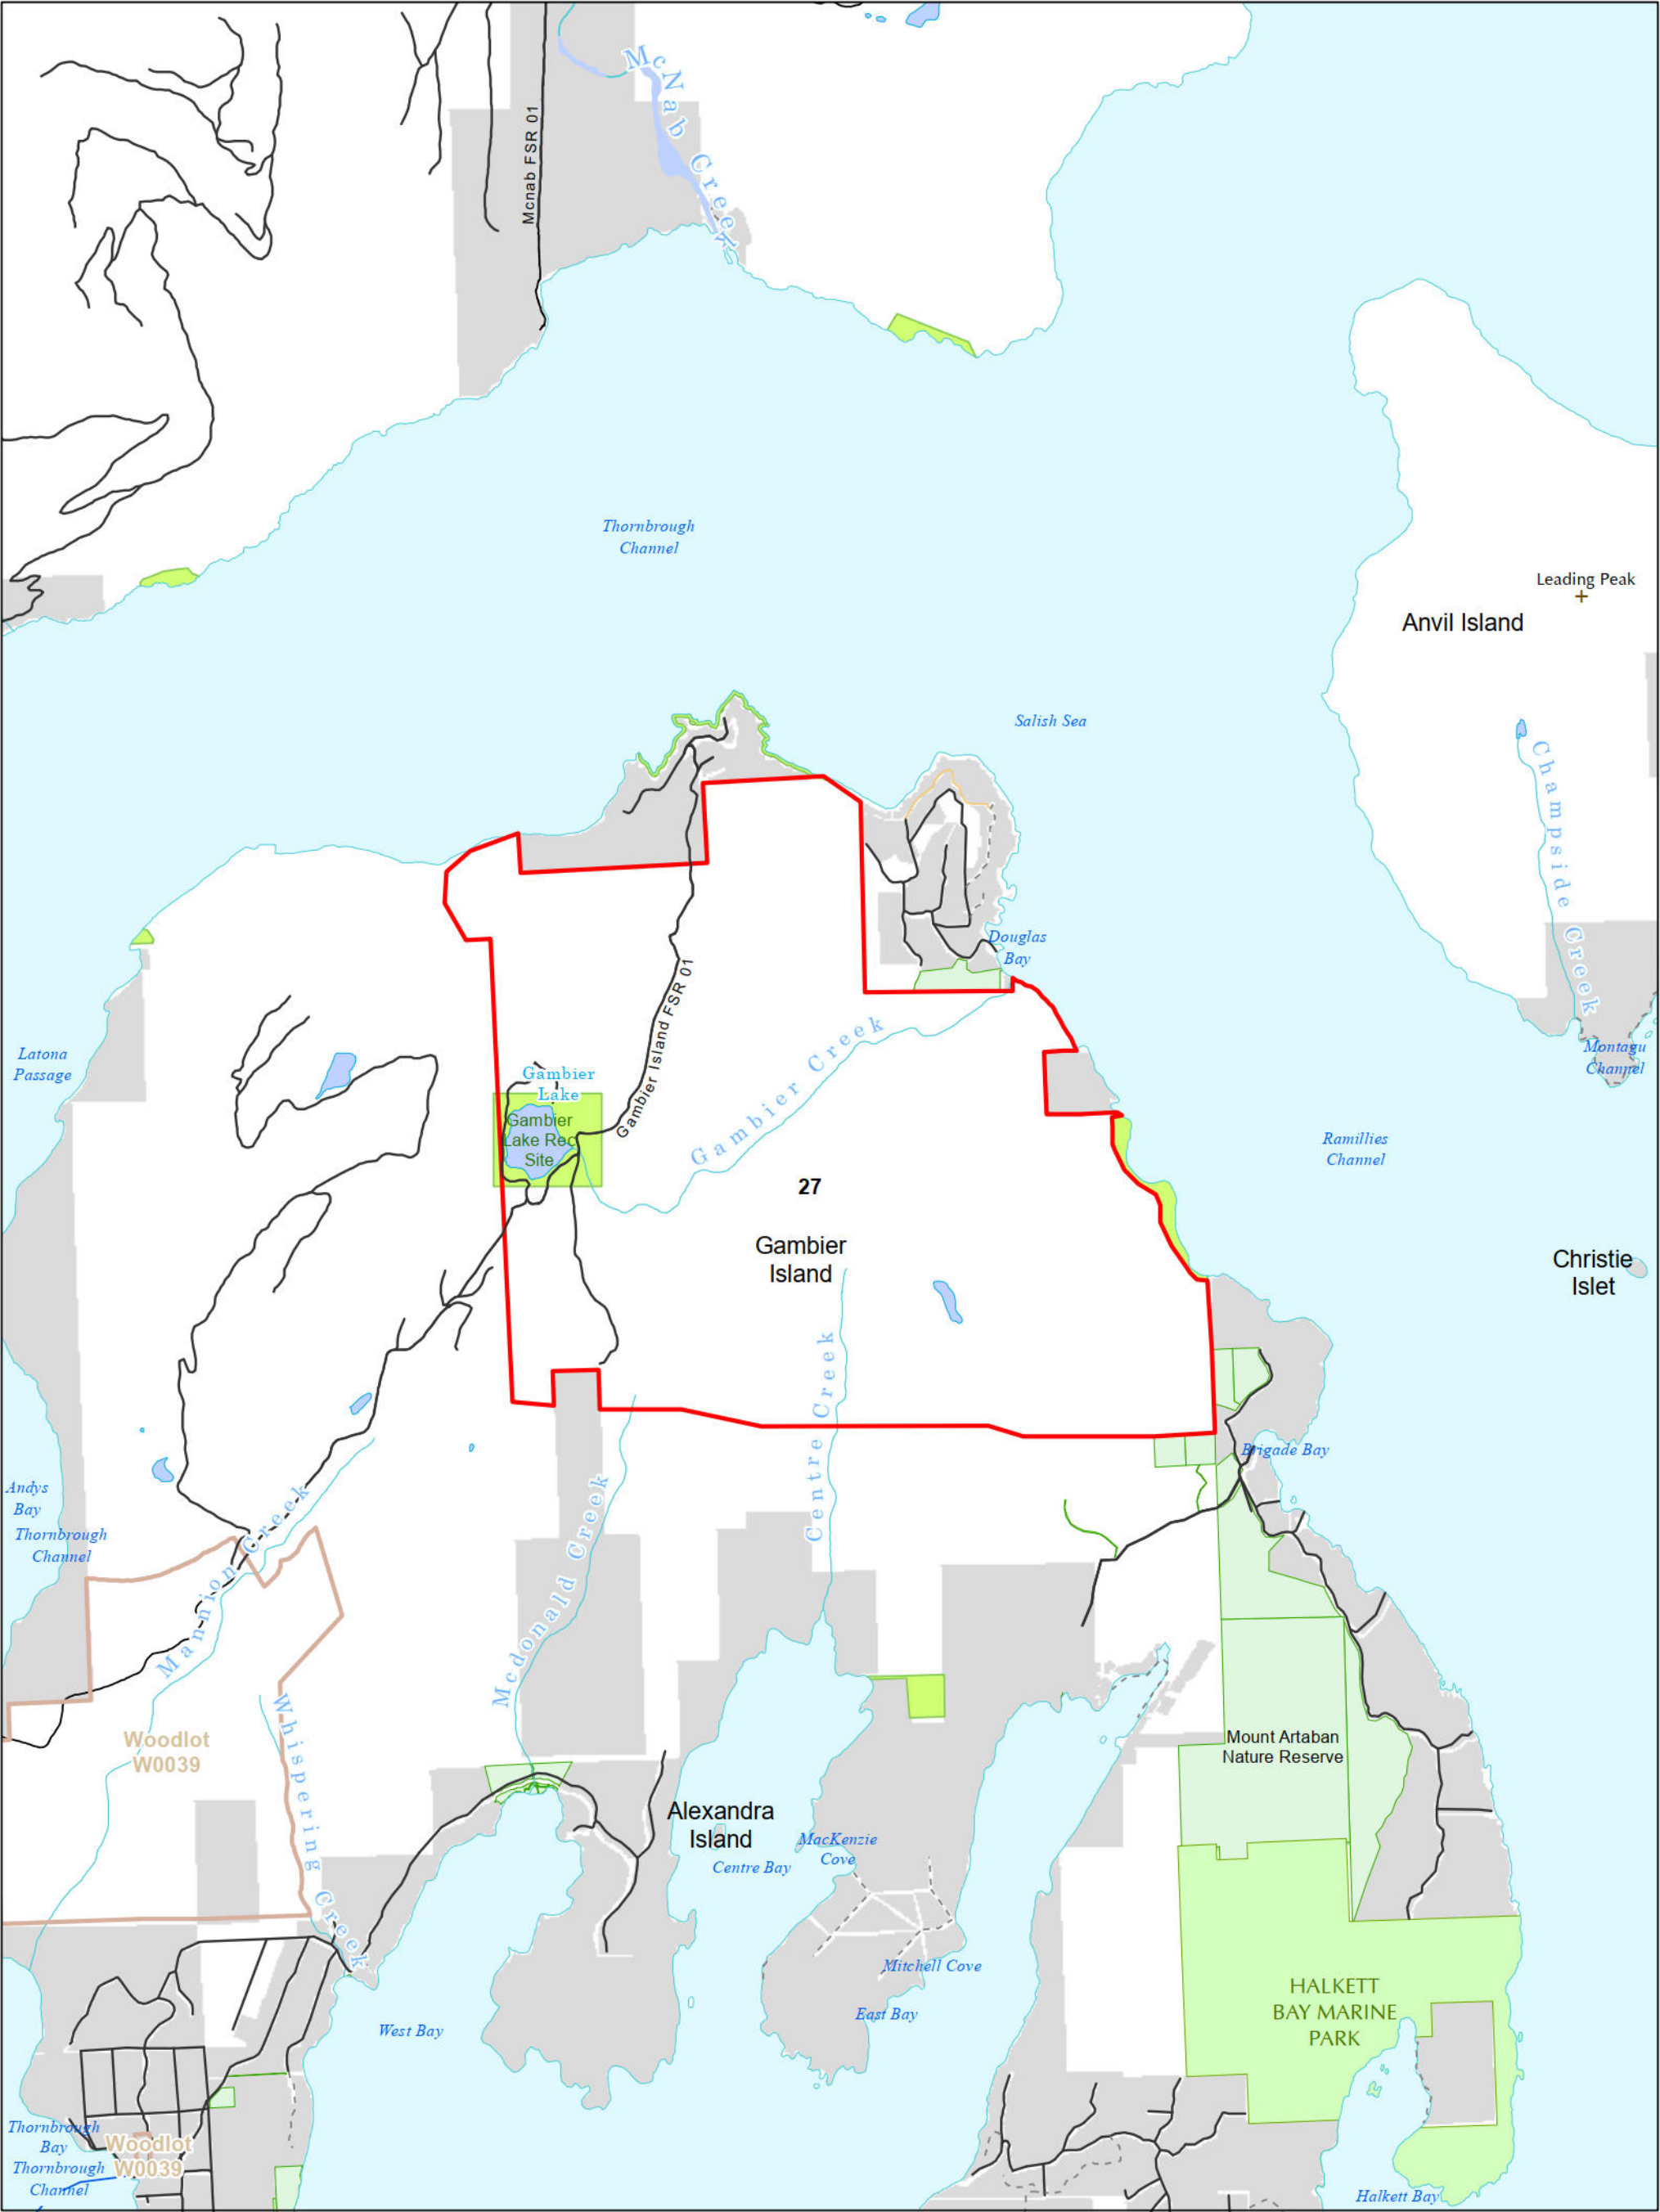 McNab Creek
Mcnab FSR 01
Thornbrough
Channel
Leading Peak
Anvil Island
Salish Sea
Champside Creek
Douglas
Bay
Gambier Island FSR 01
Latona
Passage
Montagu
Channel
Gambier
Lake
Gambier
Lake Rec
Site
Gambier Creek
Ramillies
Channel
27
Gambier
Island
Christie
Islet
Centre Creek
Brigade Bay
Andys
Bay
Thornbrough
Channel
Mannion Creek
Mcdonald Creek
Whispering Creek
Woodlot
W0039
Mount Artaban
Nature Reserve
Alexandra
Island
MacKenzie
Cove
Centre Bay
Mitchell Cove
East Bay
West Bay
HALKETT
BAY MARINE
PARK
Thornbrough
Bay
Thornbrough
Channel
Woodlot
W0039
Halkett Bay